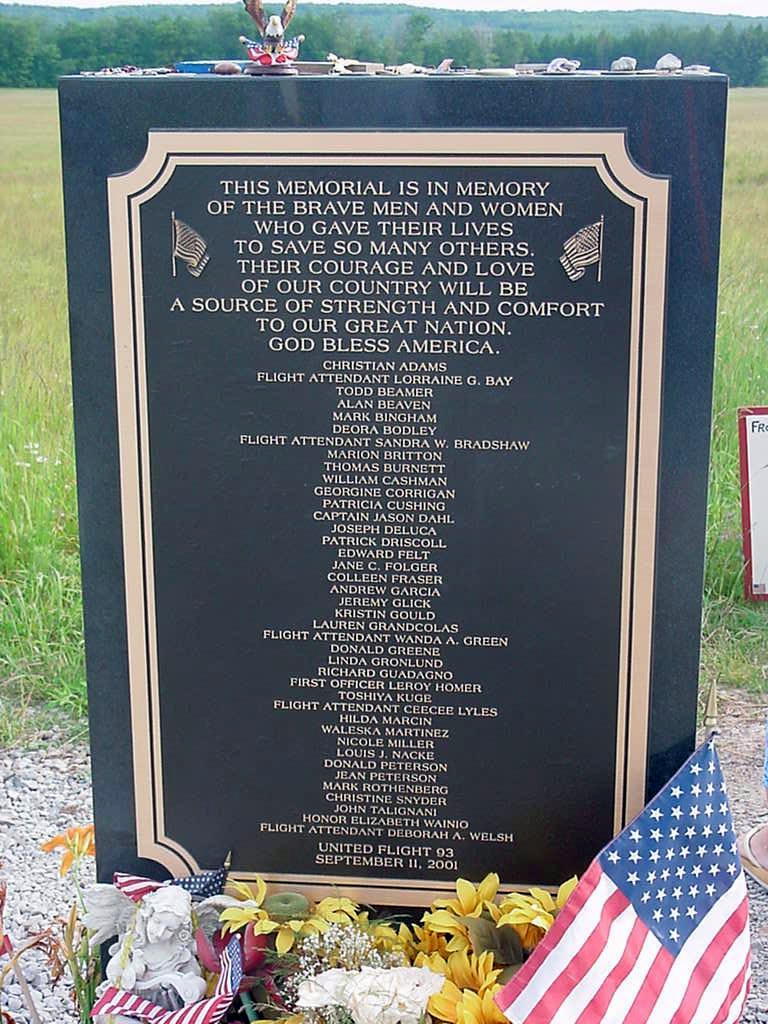 THIS MEMORIAL IS IN MEMORY
OF THE BRAVE MEN AND WOMEN
WHO GAVE THEIR LIVES
TO SAVE SO MANY OTHERS.
THEIR COURAGE AND LOVE
OF OUR COUNTRY WILL BE
A SOURCE OF STRENGTH AND COMFORT
TO OUR GREAT NATION.
GOD BLESS AMERICA.
CHRISTIAN ADAMS
FLIGHT ATTENDANT LORRAINE G. BAY
TODD BEAMER
ALAN BEAVEN
MARK BINGHAM
DEORA BODLEY
FLIGHT ATTENDANT SANDRA W. BRADSHAW
MARION BRITTON
THOMAS BURNETT
WILLIAM CASHMAN
GEORGINE CORRIGAN
PATRICIA CUSHING
CAPTAIN JASON DAHL
JOSEPH DELUCA
PATRICK DRISCOLL
EDWARD FELT
JANE C. FOLGER
COLLEEN FRASER
ANDREW GARCIA
JEREMY GLICK
KRISTIN GOULD
LAUREN GRANDCOLAS
FLIGHT ATTENDANT WANDA A. GREEN
DONALD GREENE
LINDA GRONLUND
RICHARD GUADAGNO
FIRST OFFICER LEROY HOMER
TOSHIYA KUGE
FLIGHT ATTENDANT CEECEE LYLES
HILDA MARCIN
WALESKA MARTINEZ
NICOLE MILLER
LOUIS J. NACKE
DONALD PETERSON
JEAN PETERSON
MARK ROTHENBERG
CHRISTINE SNYDER
JOHN TALIGNANI
HONOR ELIZABETH WAINIO
FLIGHT ATTENDANT DEBORAH A. WELSH
UNITED FLIGHT 93
SEPTEMBER 11, 2001